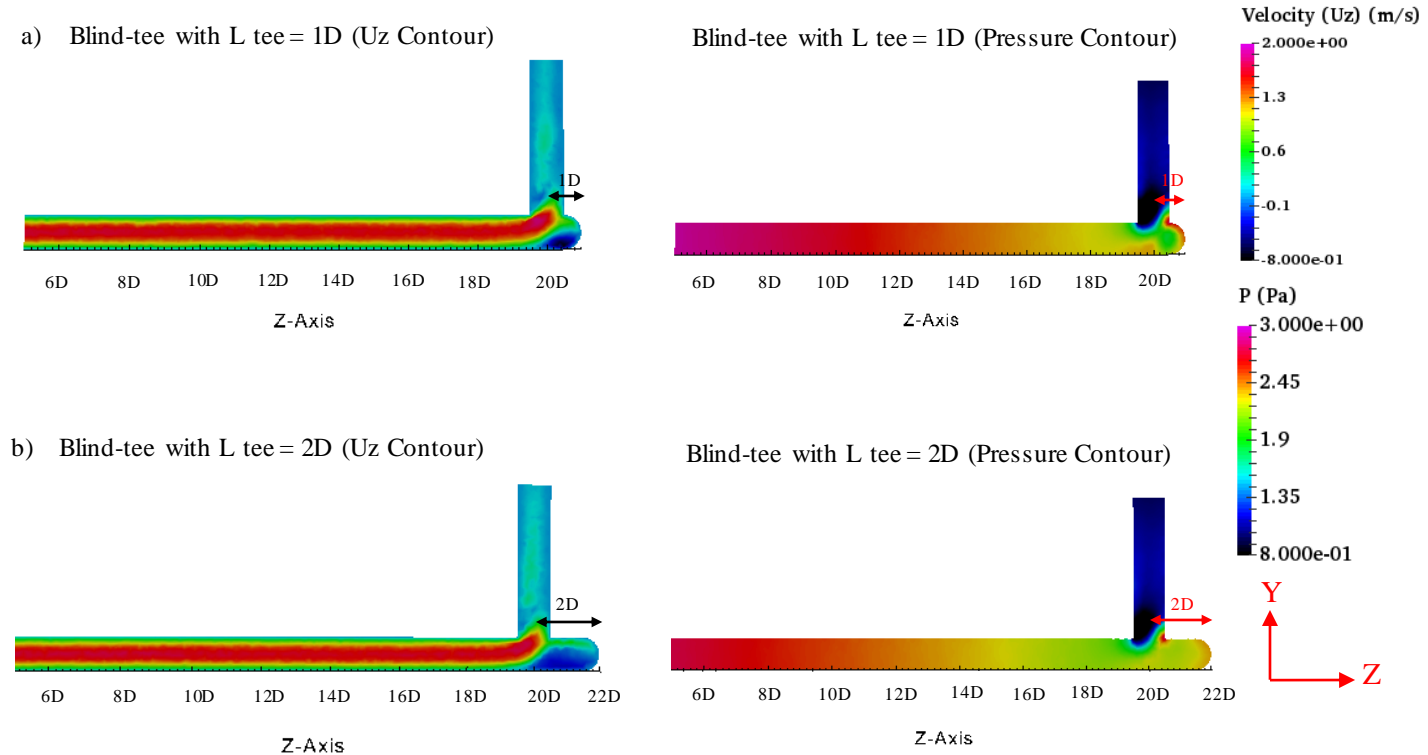 a) Blind-tee with L tee = 1D (Uz Contour)
1D
6D 8D 10D 12D 14D 16D 18D 20D
Z-Axis
Blind-tee with L tee = 1D (Pressure Contour)
1D
6D 8D 10D 12D 14D 16D 18D 20D
Z-Axis
Velocity (Uz) (m/s)
2.000e+00
1.3
0.6
-0.1
-8.000e-01
P (Pa)
3.000e+00
2.45
1.9
1.35
8.000e-01
b) Blind-tee with L tee = 2D (Uz Contour)
2D
6D 8D 10D 12D 14D 16D 18D 20D 22D
Z-Axis
Blind-tee with L tee = 2D (Pressure Contour)
2D
6D 8D 10D 12D 14D 16D 18D 20D 22D
Z-Axis
Y
Z